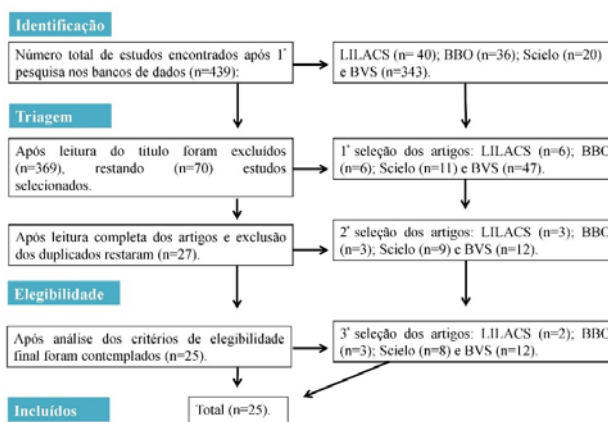 Identificação
Número total de estudos encontrados após 1ª
pesquisa nos bancos de dados (n=439):
LILACS (n= 40); BBO (n=36); Scielo (n=20)
e BVS (n=343).
Triagem
Após leitura do titulo foram excluídos
(n=369), restando (n=70) estudos
selecionados.
1ª seleção dos artigos: LILACS (n=6); BBO
(n=6); Scielo (n=11) e BVS (n=47).
Após leitura completa dos artigos e exclusão
dos duplicados restaram (n=27).
2ª seleção dos artigos: LILACS (n=3); BBO
(n=3); Scielo (n=9) e BVS (n=12).
Elegibilidade
Após análise dos critérios de elegibilidade
final foram contemplados (n=25).
3ª seleção dos artigos: LILACS (n=2); BBO
(n=3); Scielo (n=8) e BVS (n=12).
Incluídos
Total (n=25).